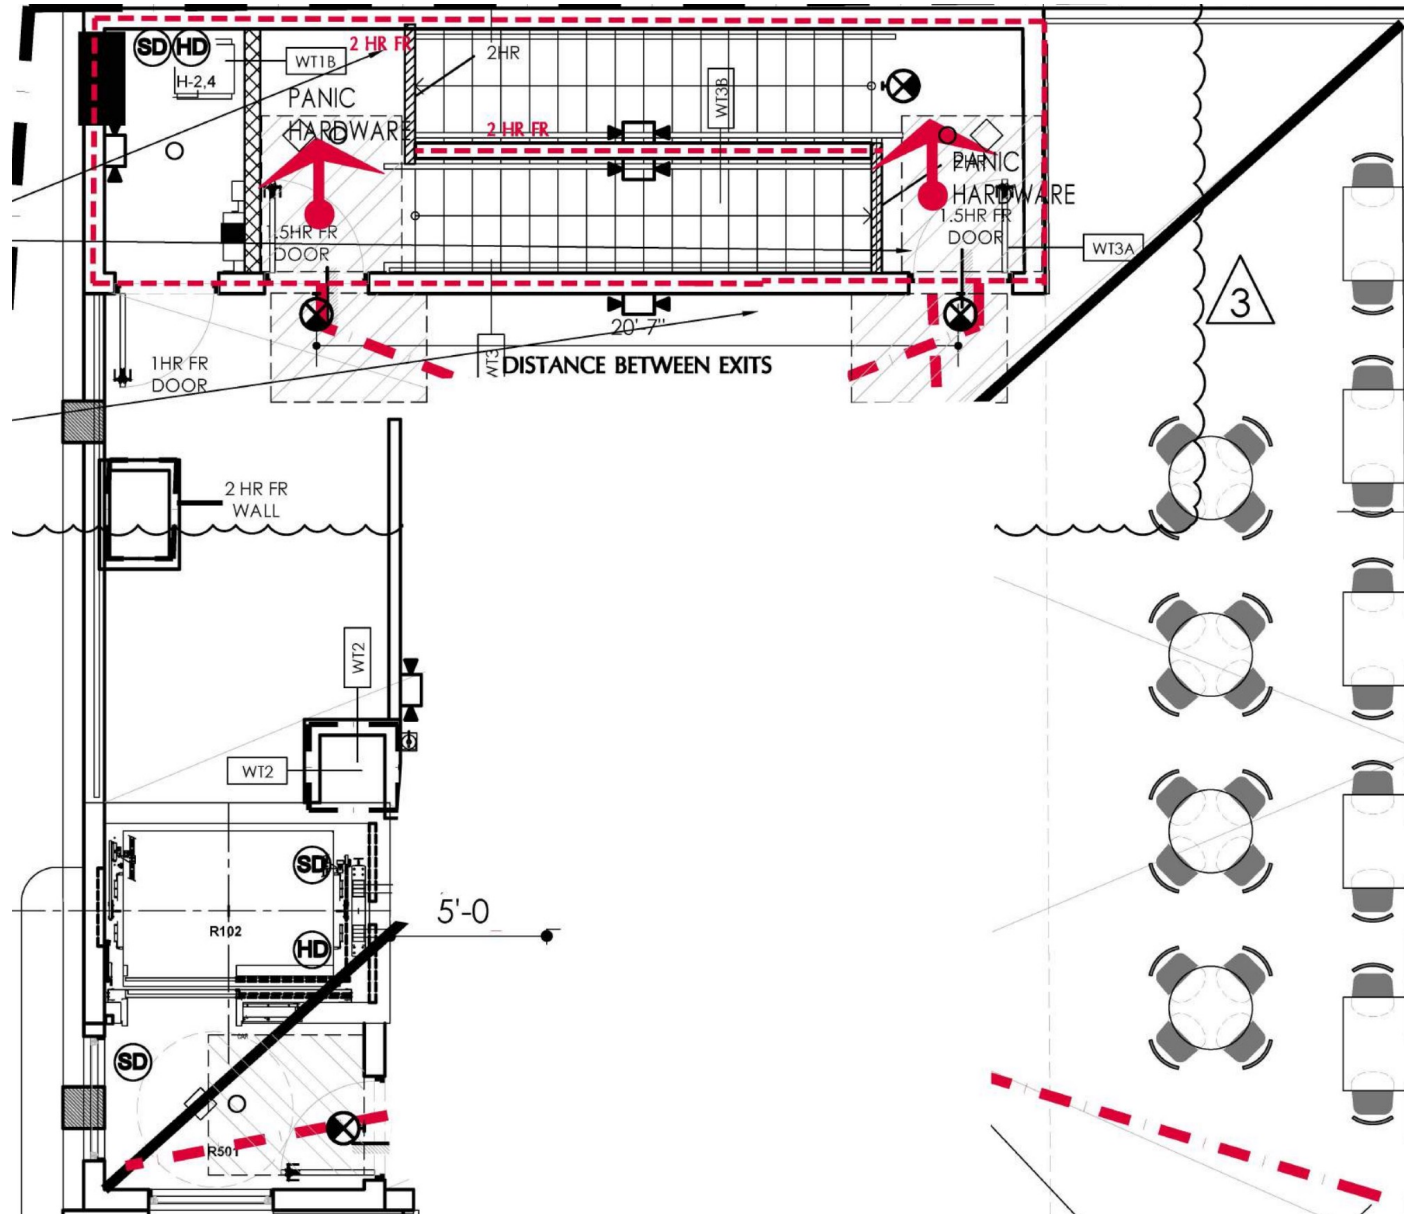 SD
HD
2 HR FR
2HR
H-2,4
WT1B
PANIC
HARDWARE
WT3B
2 HR FR
PANIC
HARDWARE
1.5HR FR
DOOR
1.5HR FR
DOOR
WT3A
3
20'-7"
DISTANCE BETWEEN EXITS
1HR FR
DOOR
2 HR FR
WALL
WT2
WT2
SD
5'-0
R102
HD
SD
R501